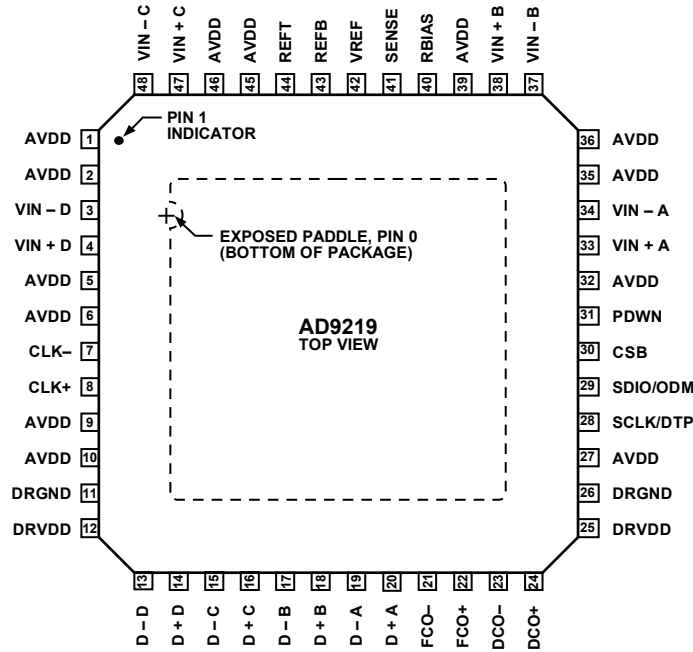 VIN – C
VIN + C
AVDD
AVDD
REFT
REFB
VREF
SENSE
RBIAS
AVDD
VIN + B
VIN – B
48
47
46
45
44
43
42
41
40
39
38
37
PIN 1
INDICATOR
AVDD 1
AVDD 2
VIN – D 3
VIN + D 4
AVDD 5
AVDD 6
CLK– 7
CLK+ 8
AVDD 9
AVDD 10
DRGND 11
DRVDD 12
EXPOSED PADDLE, PIN 0
(BOTTOM OF PACKAGE)
AD9219
TOP VIEW
36 AVDD
35 AVDD
34 VIN – A
33 VIN + A
32 AVDD
31 PDWN
30 CSB
29 SDIO/ODM
28 SCLK/DTP
27 AVDD
26 DRGND
25 DRVDD
13
14
15
16
17
18
19
20
21
22
23
24
D – D
D + D
D – C
D + C
D – B
D + B
D – A
D + A
FCO–
FCO+
DCO–
DCO+